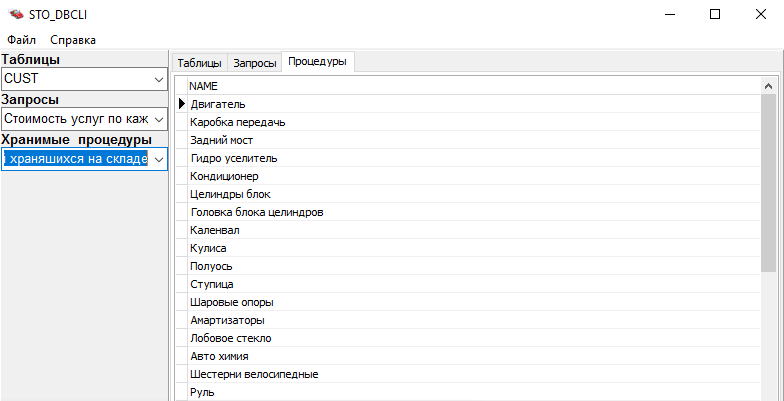 STO_DBCLI
Файл Справка
Таблицы
CUST
Запросы
Стоимость услуг по каж
Хранимые процедуры
храняшихся на складе
Таблицы Запросы Процедуры
NAME
Двигатель
Каробка передачь
Задний мост
Гидро уселитель
Кондиционер
Целиндры блок
Головка блока целиндров
Каленвал
Кулиса
Полуось
Ступица
Шаровые опоры
Амартизаторы
Лобовое стекло
Авто химия
Шестерни велосипедные
Руль